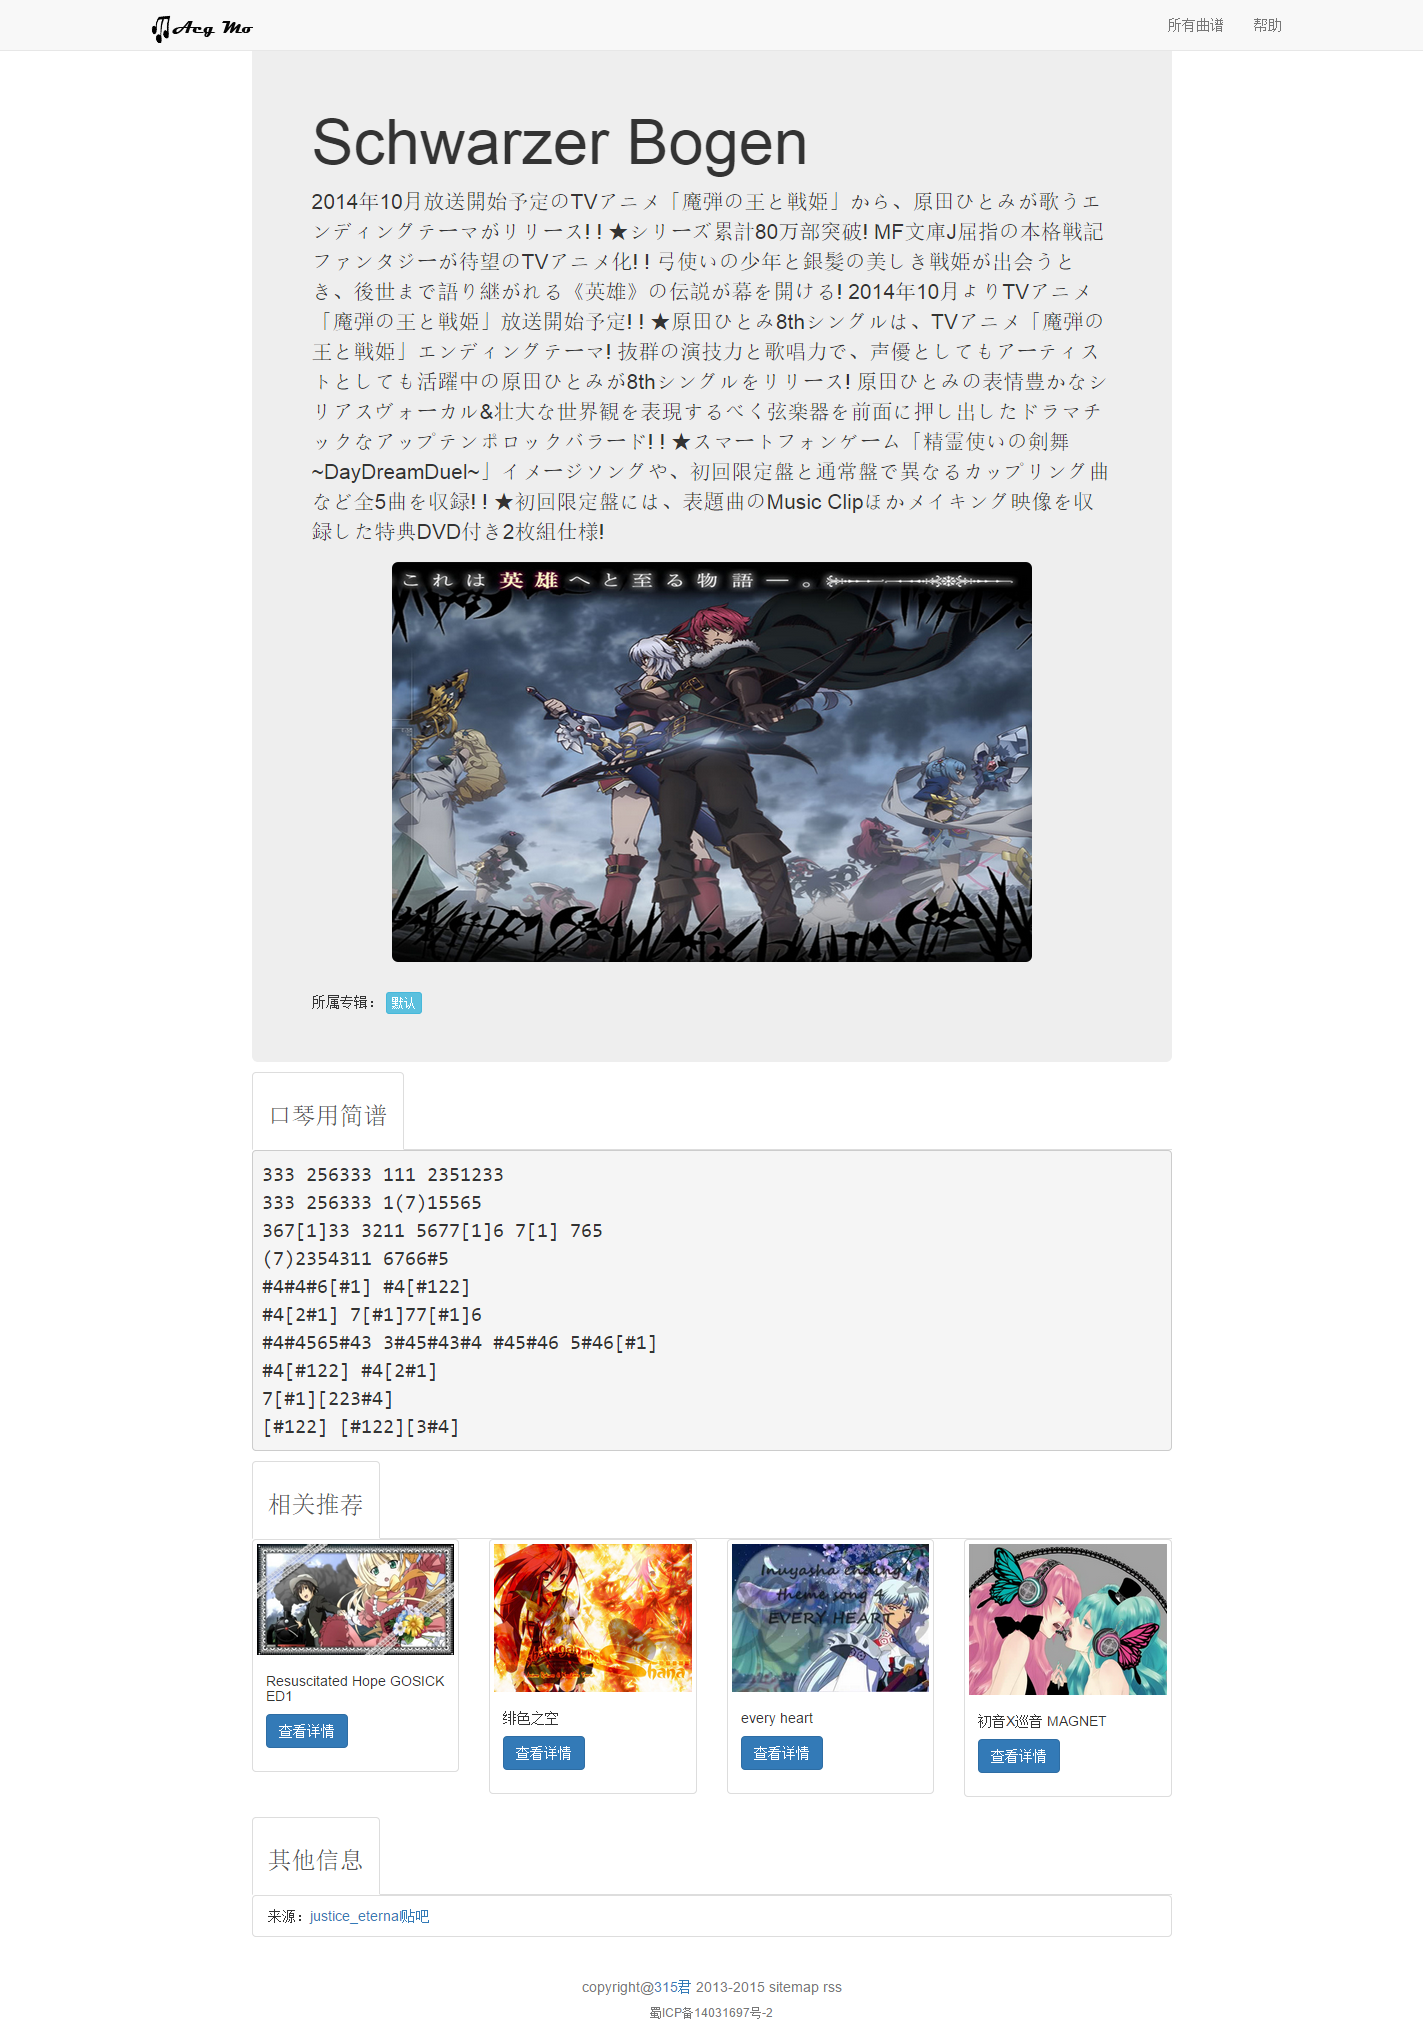 Acg Mo
所有曲谱 帮助
Schwarzer Bogen
2014年10月放送開始予定のTVアニメ「魔弾の王と戦姫」から、原田ひとみが歌うエ
ンディングテーマがリリース! ! ★シリーズ累計80万部突破! MF文庫J屈指の本格戦記
ファンタジーが待望のTVアニメ化! ! 弓使いの少年と銀髪の美しき戦姫が出会うと
き、後世まで語り継がれる《英雄》の伝説が幕を開ける! 2014年10月よりTVアニメ
「魔弾の王と戦姫」放送開始予定! ! ★原田ひとみ8thシングルは、TVアニメ「魔弾の
王と戦姫」エンディングテーマ! 抜群の演技力と歌唱力で、声優としてもアーティス
トとしても活躍中の原田ひとみが8thシングルをリリース! 原田ひとみの表情豊かなシ
リアスヴォーカル&壮大な世界観を表現するべく弦楽器を前面に押し出したドラマチ
ックなアップテンポロックバラード! ! ★スマートフォンゲーム「精霊使いの剣舞
~DayDreamDuel~」イメージソングや、初回限定盤と通常盤で異なるカップリング曲
など全5曲を収録! ! ★初回限定盤には、表題曲のMusic Clipほかメイキング映像を収
録した特典DVD付き2枚組仕様!
これは英雄へと至る物語―。
所属专辑： 默认
口琴用简谱
333 256333 111 2351233
333 256333 1(7)15565
367[1]33 3211 5677[1]6 7[1] 765
(7)2354311 6766#5
#4#4#6[#1] #4[#122]
#4[2#1] 7[#1]77[#1]6
#4#4565#43 3#45#43#4 #45#46 5#46[#1]
#4[#122] #4[2#1]
7[#1][223#4]
[#122] [#122][3#4]
相关推荐
Inuyasha ending
theme song 4
EVERY HEART
hana
Resuscitated Hope GOSICK
ED1
查看详情
绯色之空
查看详情
every heart
查看详情
初音X巡音 MAGNET
查看详情
其他信息
来源：justice_eternal贴吧
copyright@315君 2013-2015 sitemap rss
蜀ICP备14031697号-2